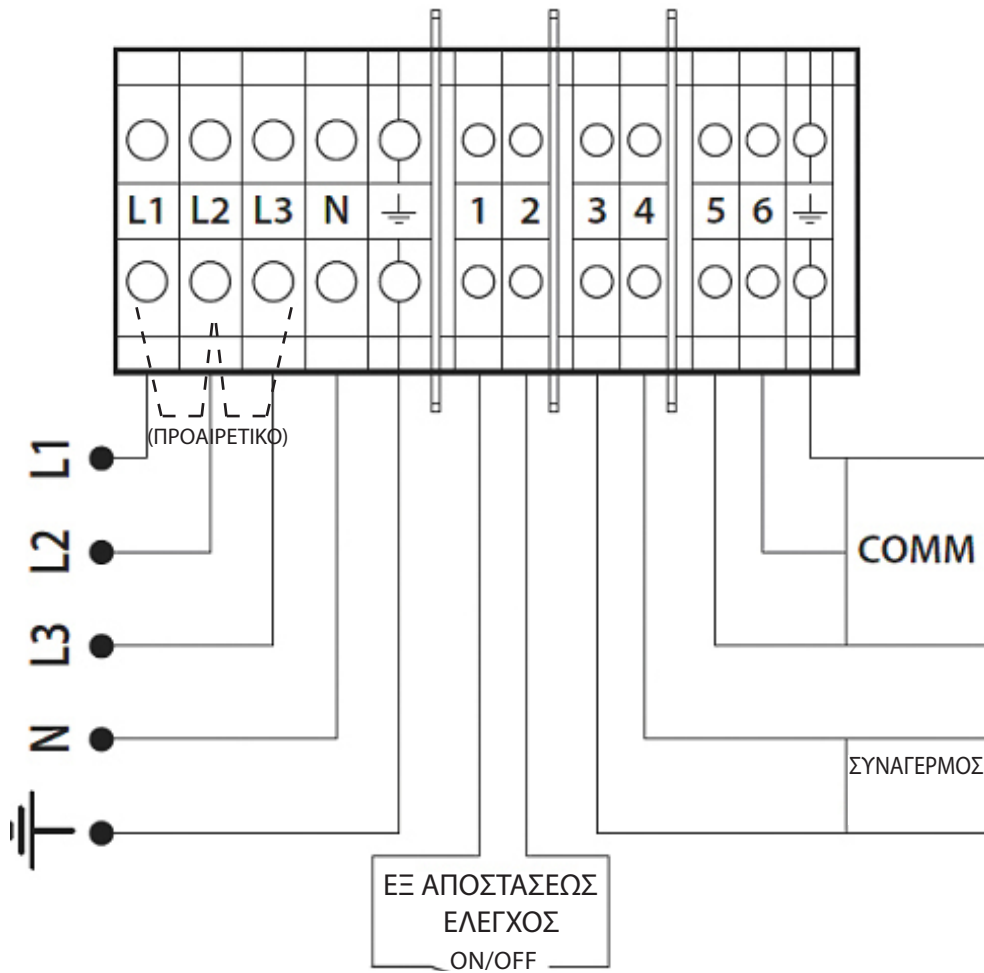 L1 L2 L3 N 1 2 3 4 5 6
(ΠΡΟΑΙΡΕΤΙΚΟ)
L1
L2
L3
N
COMM
ΣΥΝΑΓΕΡΜΟΣ
ΕΞ ΑΠΟΣΤΑΣΕΩΣ
ΕΛΕΓΧΟΣ
ON/OFF